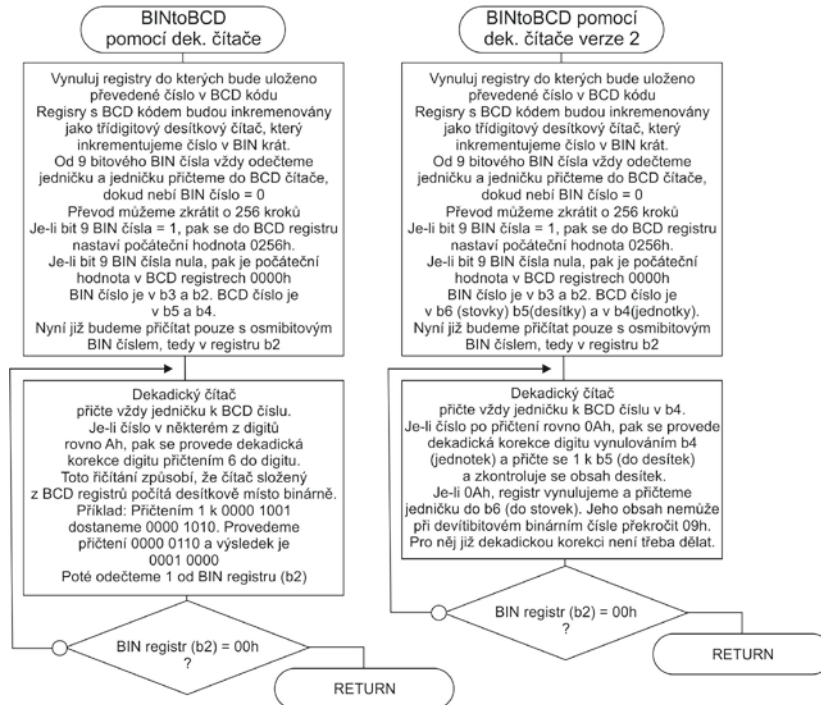 BINtoBCD
pomocí dek. čítače
Vynuluj registry do kterých bude uloženo
převedené číslo v BCD kódu
Regisry s BCD kódem budou inkremenovány
jako třídigitový desítkový čítač, který
inkrementujeme číslo v BIN krát.
Od 9 bitového BIN čísla vždy odečteme
jedničku a jedničku přičteme do BCD čítače,
dokud nebí BIN číslo = 0
Převod můžeme zkrátit o 256 kroků
Je-li bit 9 BIN čísla = 1, pak se do BCD registru
nastaví počáteční hodnota 0256h.
Je-li bit 9 BIN čísla nula, pak je počáteční
hodnota v BCD registrech 0000h
BIN číslo je v b3 a b2. BCD číslo je
v b5 a b4.
Nyní již budeme přičítat pouze s osmibitovým
BIN číslem, tedy v registru b2
Dekadický čítač
přičte vždy jedničku k BCD číslu.
Je-li číslo v některém z digitů
rovno Ah, pak se provede dekadická
korekce digitu přičtením 6 do digitu.
Toto řičítání způsobí, že čítač složený
z BCD registrů počítá desítkově místo binárně.
Příklad: Přičtením 1 k 0000 1001
dostaneme 0000 1010. Provedeme
přičtení 0000 0110 a výsledek je
0001 0000
Poté odečteme 1 od BIN registru (b2)
BIN registr (b2) = 00h
?
RETURN
BINtoBCD pomocí
dek. čítače verze 2
Vynuluj registry do kterých bude uloženo
převedené číslo v BCD kódu
Regisry s BCD kódem budou inkremenovány
jako třídigitový desítkový čítač, který
inkrementujeme číslo v BIN krát.
Od 9 bitového BIN čísla vždy odečteme
jedničku a jedničku přičteme do BCD čítače,
dokud nebí BIN číslo = 0
Převod můžeme zkrátit o 256 kroků
Je-li bit 9 BIN čísla = 1, pak se do BCD registru
nastaví počáteční hodnota 0256h.
Je-li bit 9 BIN čísla nula, pak je počáteční
hodnota v BCD registrech 0000h
BIN číslo je v b3 a b2. BCD číslo je
v b6 (stovky) b5(desítky) a v b4(jednotky).
Nyní již budeme přičítat pouze s osmibitovým
BIN číslem, tedy v registru b2
Dekadický čítač
přičte vždy jedničku k BCD číslu v b4.
Je-li číslo po přičtení rovno 0Ah, pak se provede
dekadická korekce digitu vynulováním b4
(jednotek) a přičte se 1 k b5 (do desítek)
a zkontroluje se obsah desítek.
Je-li 0Ah, registr vynulujeme a přičteme
jedničku do b6 (do stovek). Jeho obsah nemůže
při devítibitovém binárním čísle překročit 09h.
Pro něj již dekadickou korekci není třeba dělat.
BIN registr (b2) = 00h
?
RETURN